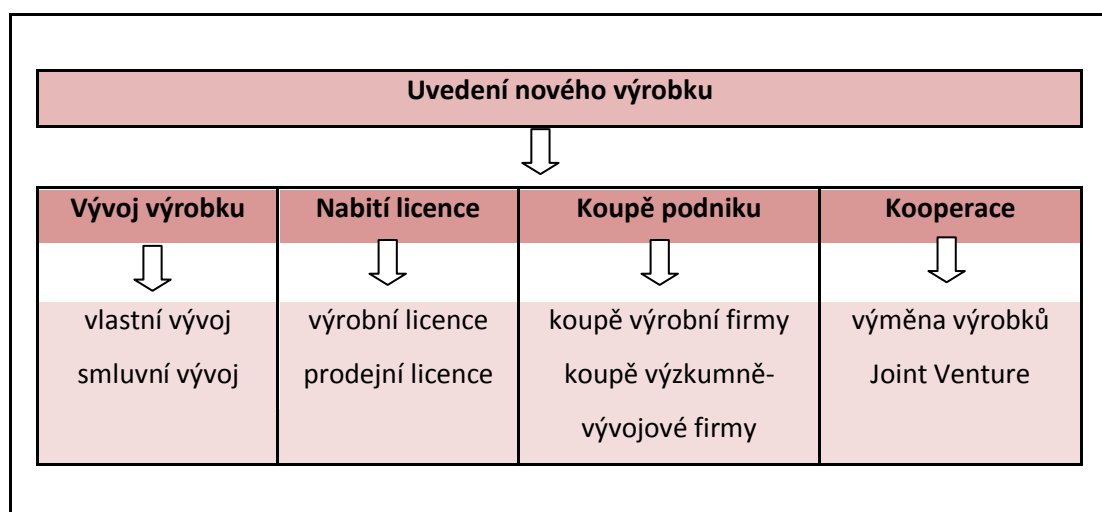 Uvedení nového výrobku
Vývoj výrobku
Nabití licence
Koupě podniku
Kooperace
vlastní vývoj
smluvní vývoj
výrobní licence
prodejní licence
koupě výrobní firmy
koupě výzkumně-
vývojové firmy
výměna výrobků
Joint Venture